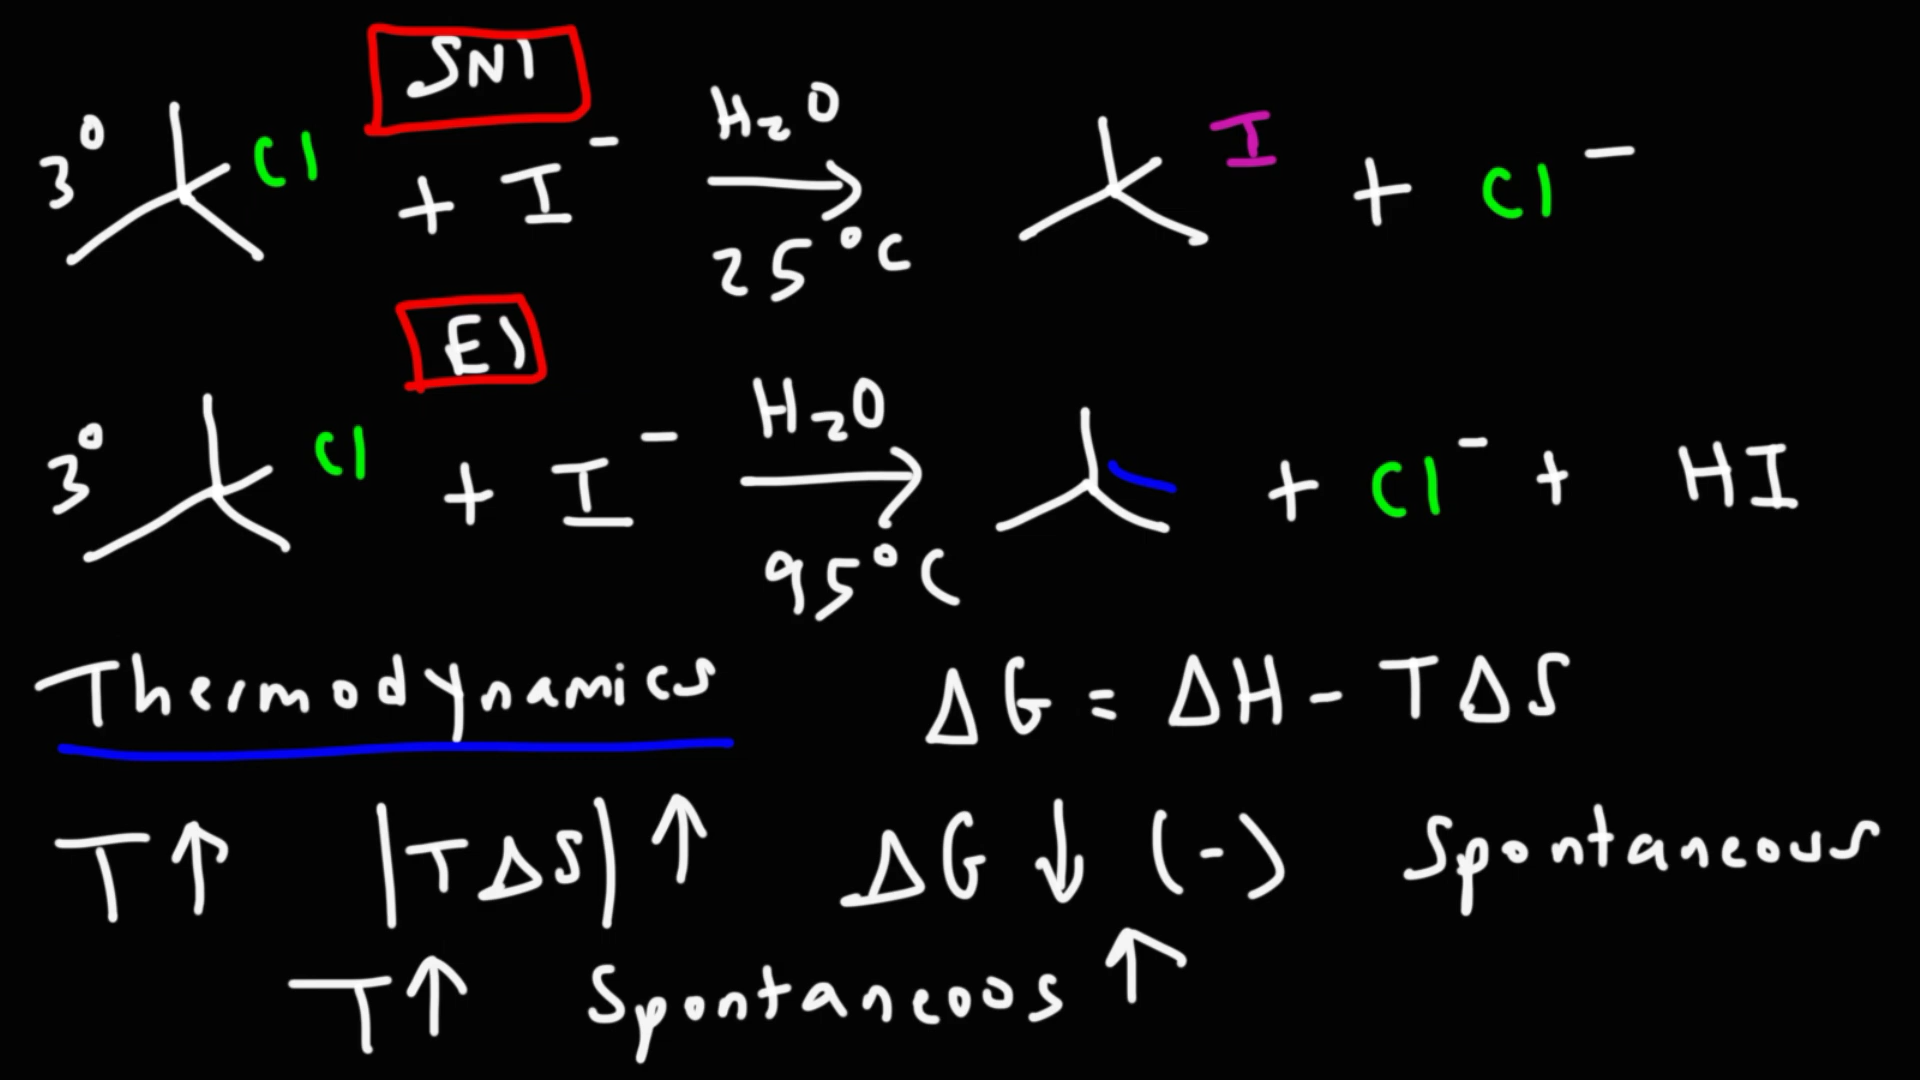 SN1
3° Cl + I⁻ H₂O 25°C I + Cl⁻
E1
3° Cl + I⁻ H₂O 95°C + Cl⁻ + HI
Thermodynamics ΔG = ΔH - TΔS
T↑ |TΔS|↑ ΔG↓ (-) Spontaneous
T↑ Spontaneous↑